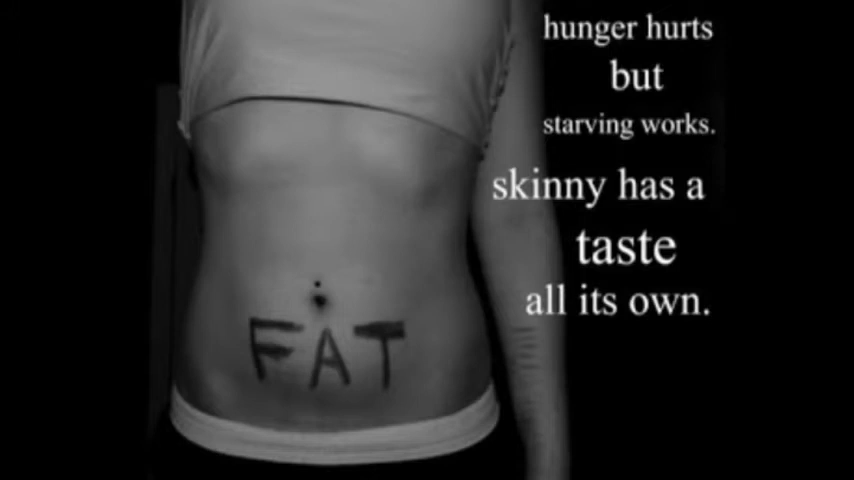 hunger hurts
but
starving works.
skinny has a
taste
all its own.
FAT